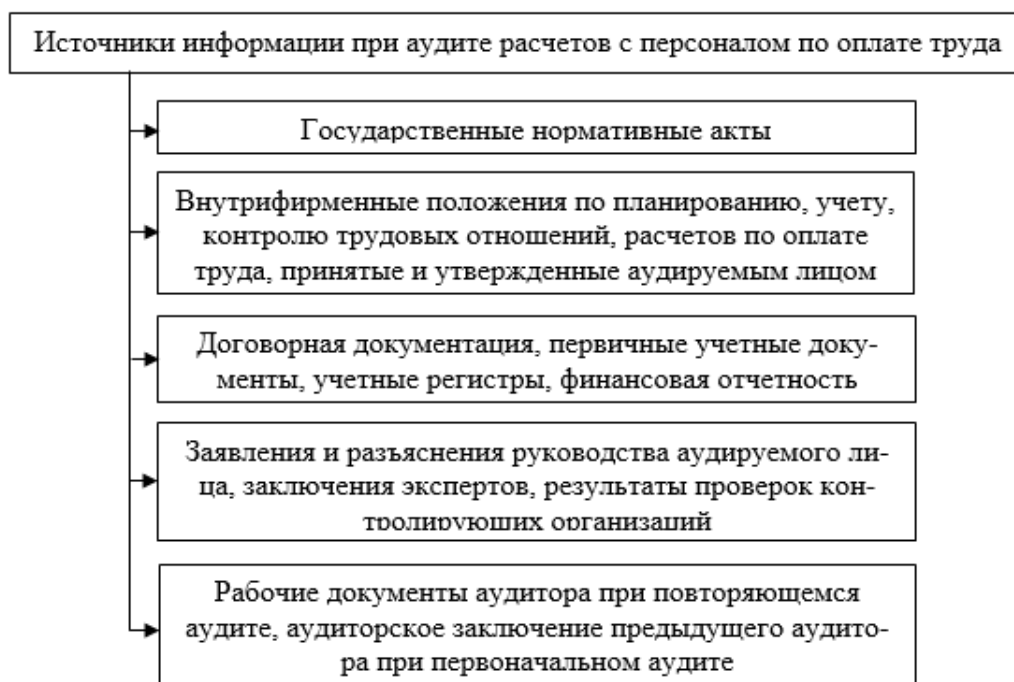 Источники информации при аудите расчетов с персоналом по оплате труда
Государственные нормативные акты
Внутрифирменные положения по планированию, учету,
контролю трудовых отношений, расчетов по оплате
труда, принятые и утвержденные аудируемым лицом
Договорная документация, первичные учетные доку-
менты, учетные регистры, финансовая отчетность
Заявления и разъяснения руководства аудируемого ли-
ца, заключения экспертов, результаты проверок кон-
тролирующих организаций
Рабочие документы аудитора при повторяющемся
аудите, аудиторское заключение предыдущего аудито-
ра при первоначальном аудите